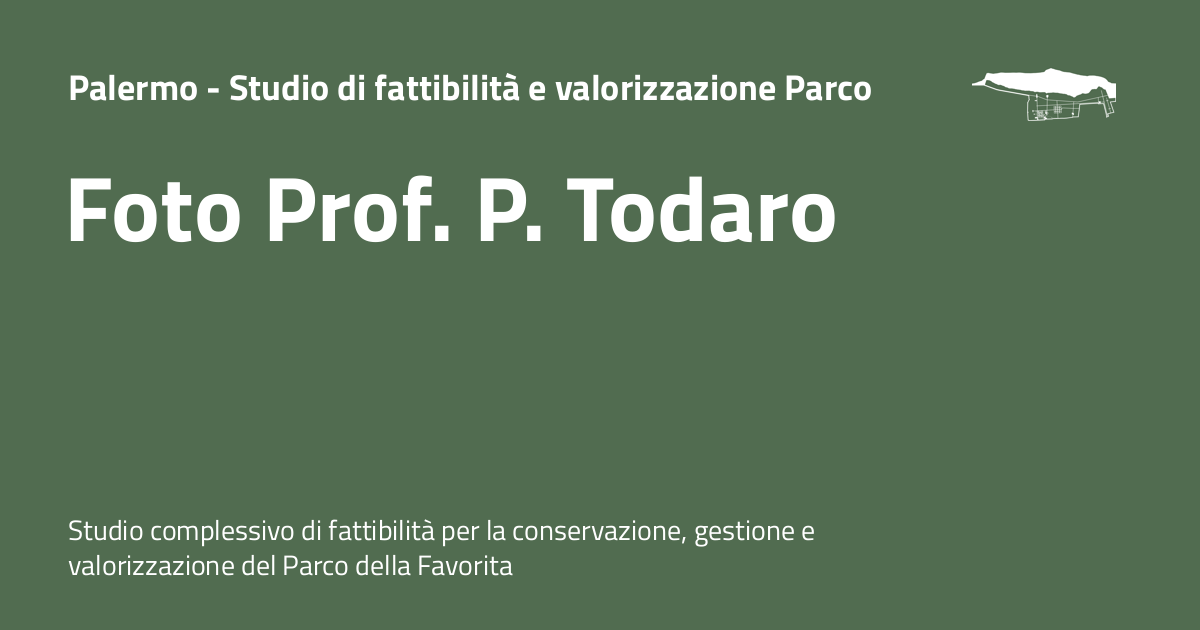 Palermo - Studio di fattibilità e valorizzazione Parco
Foto Prof. P. Todaro
Studio complessivo di fattibilità per la conservazione, gestione e
valorizzazione del Parco della Favorita